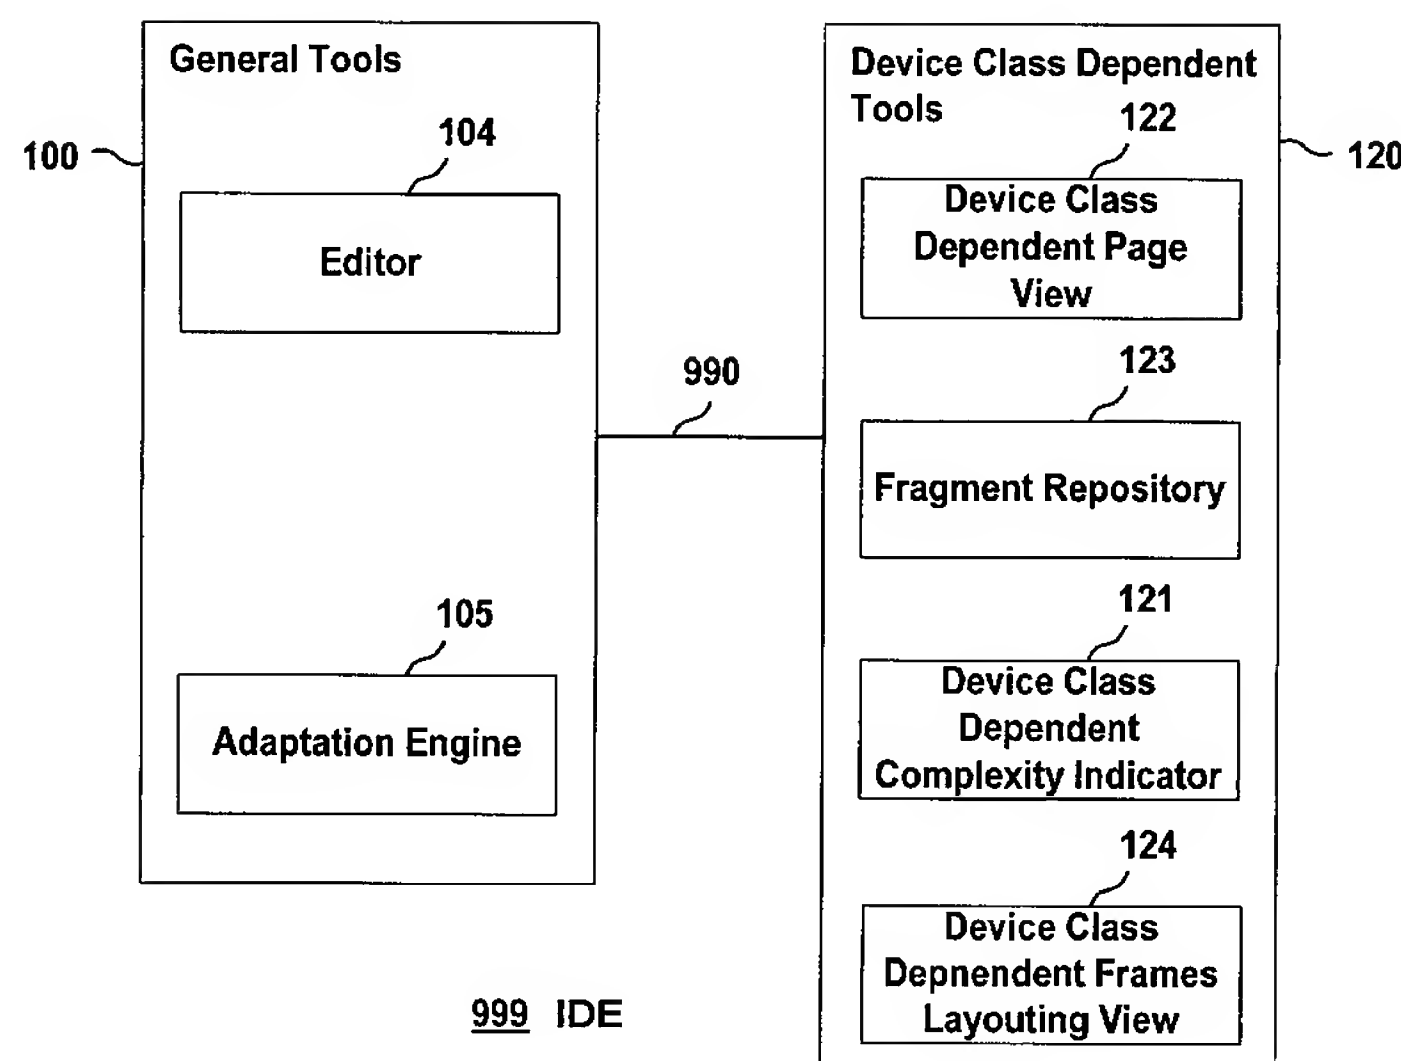 General Tools
100
104
Editor
105
Adaptation Engine
990
Device Class Dependent
Tools
120
122
Device Class
Dependent Page
View
123
Fragment Repository
121
Device Class
Dependent
Complexity Indicator
124
Device Class
Depnendent Frames
Layouting View
999 IDE